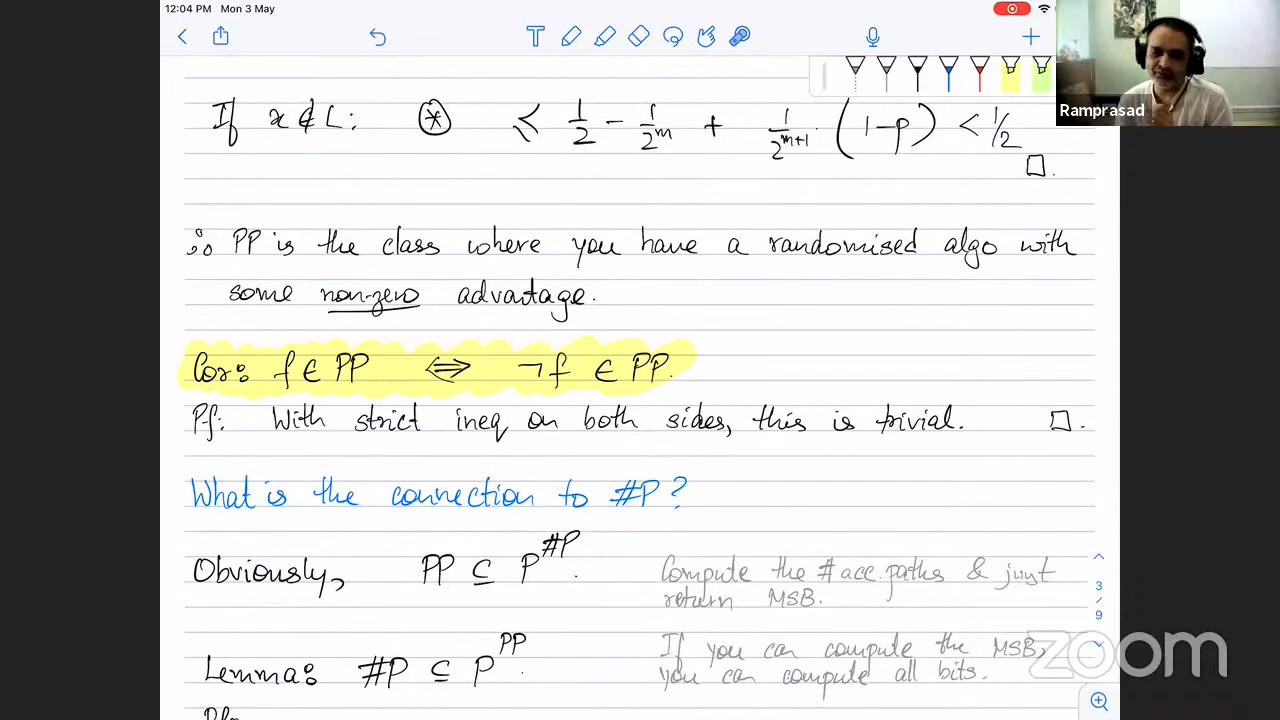 12:04 PM Mon 3 May
Ramprasad
If x ∉ L: ⊛ ≤ 1/2 - 1/2^m + 1/2^{m+1} · (1-p) < 1/2
□.
∴ PP is the class where you have a randomised algo with
some non-zero advantage.
Cor: f ∈ PP ⟺ ¬f ∈ PP.
Pf: With strict ineq on both sides, this is trivial. □.
What is the connection to #P?
Obviously, PP ⊆ P^{#P}. Compute the # acc. paths & just
return MSB.
Lemma: #P ⊆ P^{PP}. If you can compute the MSB,
you can compute all bits.
3
/
9
zoom